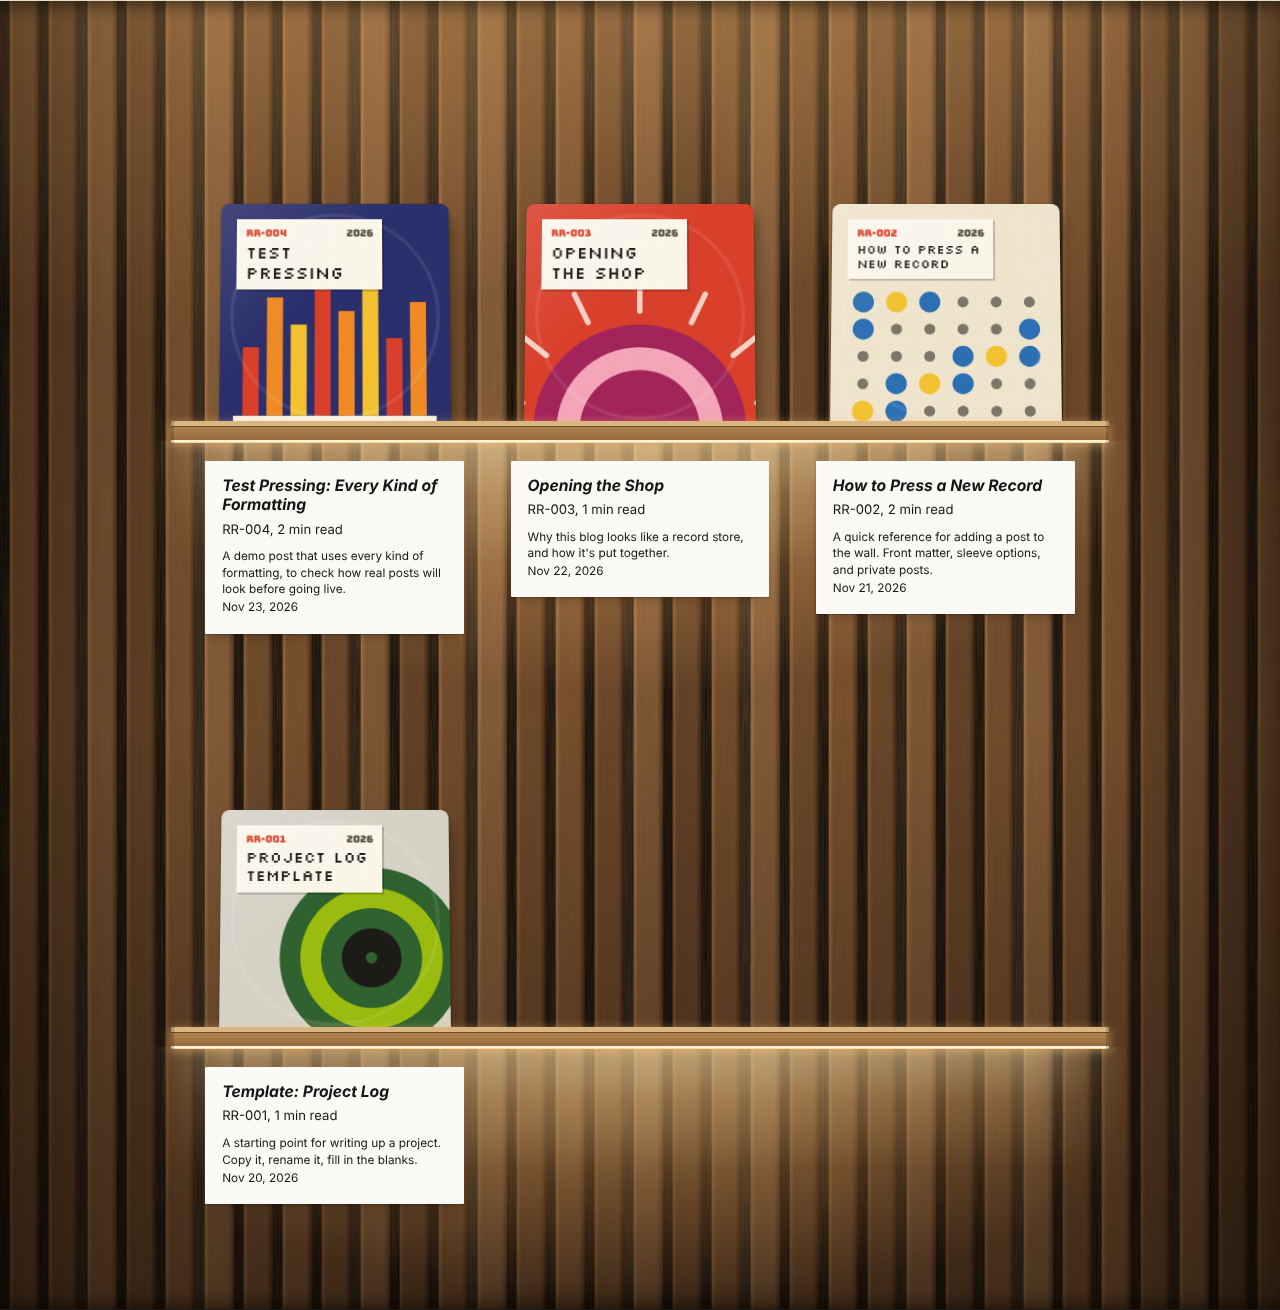 RR-004 2026
TEST
PRESSING
RR-003 2026
OPENING
THE SHOP
RR-002 2026
HOW TO PRESS A
NEW RECORD
Test Pressing: Every Kind of
Formatting
RR-004, 2 min read
A demo post that uses every kind of
formatting, to check how real posts will
look before going live.
Nov 23, 2026
Opening the Shop
RR-003, 1 min read
Why this blog looks like a record store,
and how it's put together.
Nov 22, 2026
How to Press a New Record
RR-002, 2 min read
A quick reference for adding a post to
the wall. Front matter, sleeve options,
and private posts.
Nov 21, 2026
RR-001 2026
PROJECT LOG
TEMPLATE
Template: Project Log
RR-001, 1 min read
A starting point for writing up a project.
Copy it, rename it, fill in the blanks.
Nov 20, 2026